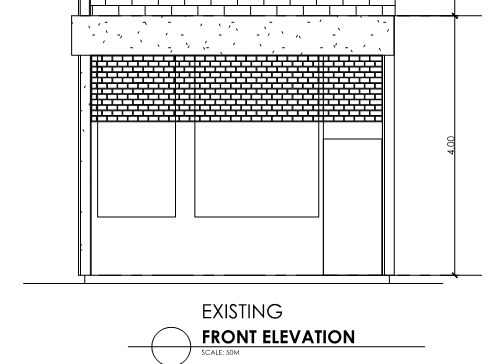 4.00
EXISTING
FRONT ELEVATION
SCALE: 50M